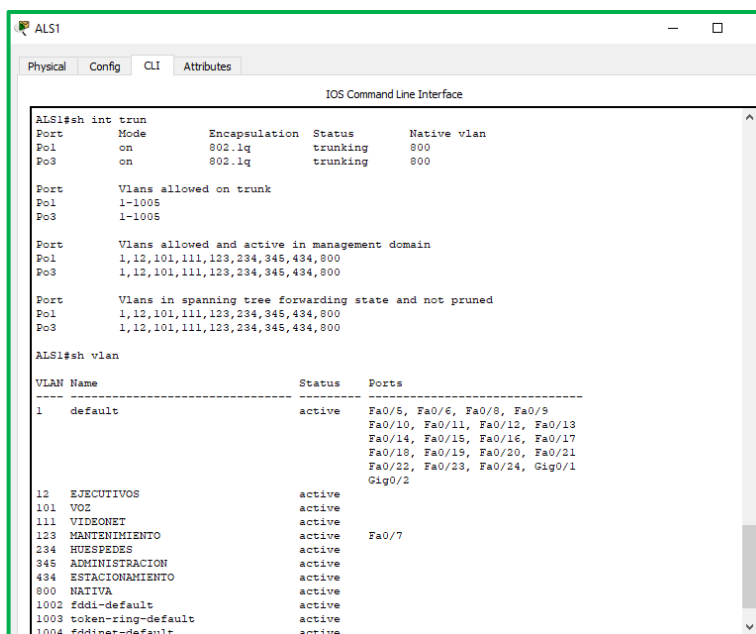 ALS1
Physical Config CLI Attributes
IOS Command Line Interface
ALS1#sh int trun
Port Mode Encapsulation Status Native vlan
Po1 on 802.1q trunking 800
Po3 on 802.1q trunking 800
Port Vlans allowed on trunk
Po1 1-1005
Po3 1-1005
Port Vlans allowed and active in management domain
Po1 1,12,101,111,123,234,345,434,800
Po3 1,12,101,111,123,234,345,434,800
Port Vlans in spanning tree forwarding state and not pruned
Po1 1,12,101,111,123,234,345,434,800
Po3 1,12,101,111,123,234,345,434,800
ALS1#sh vlan
VLAN Name Status Ports
---- -------------------------------- --------- -------------------------------
1 default active Fa0/5, Fa0/6, Fa0/8, Fa0/9
Fa0/10, Fa0/11, Fa0/12, Fa0/13
Fa0/14, Fa0/15, Fa0/16, Fa0/17
Fa0/18, Fa0/19, Fa0/20, Fa0/21
Fa0/22, Fa0/23, Fa0/24, Gig0/1
Gig0/2
12 EJECUTIVOS active
101 VOZ active
111 VIDEONET active
123 MANTENIMIENTO active Fa0/7
234 HUESPEDES active
345 ADMINISTRACION active
434 ESTACIONAMIENTO active
800 NATIVA active
1002 fddi-default active
1003 token-ring-default active
1004 fddinet-default active